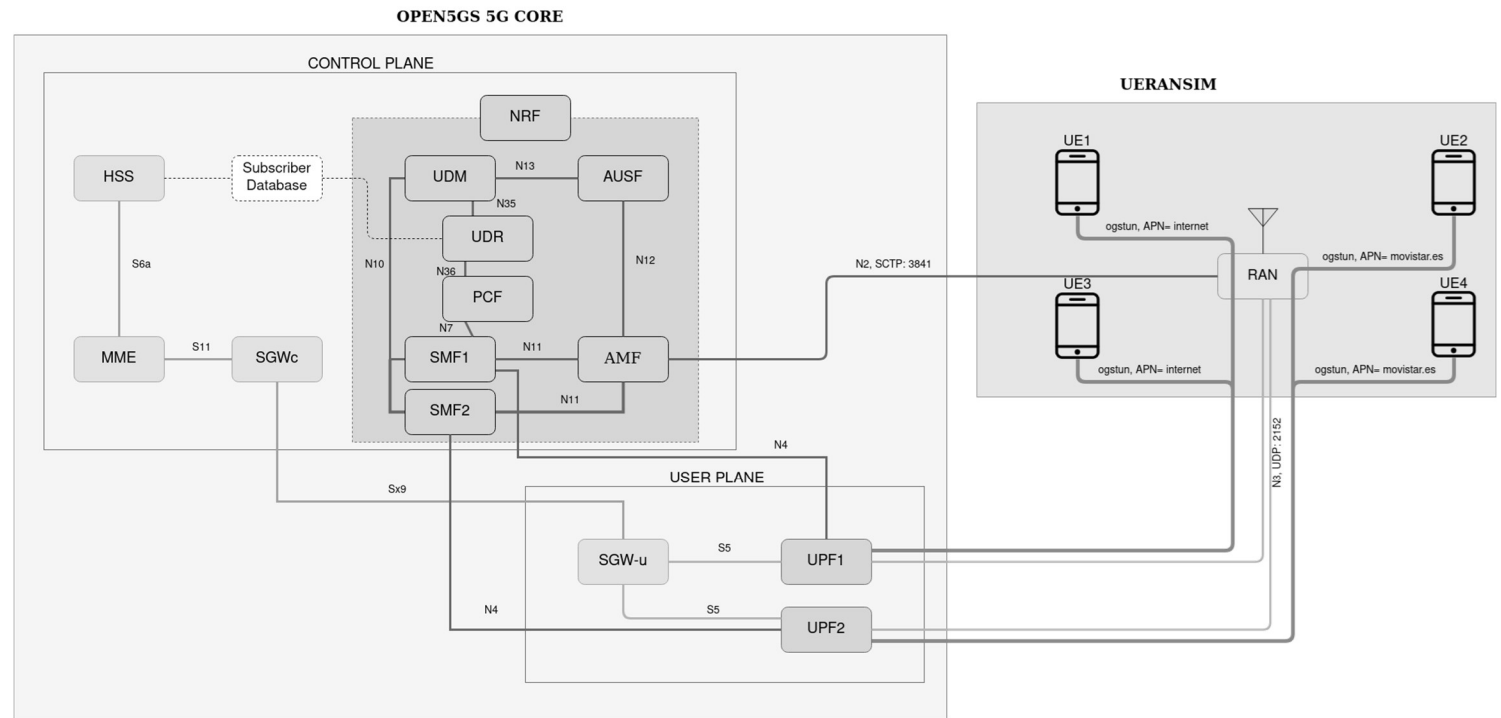 OPEN5GS 5G CORE
CONTROL PLANE
UERANSIM
NRF
UE1
UE2
HSS
Subscriber
Database
UDM
N13
AUSF
N35
ogstun, APN= internet
UDR
ogstun, APN= movistar.es
S6a
N10
N36
N12
N2, SCTP: 3841
RAN
UE3
UE4
PCF
N7
MME
S11
SGWc
SMF1
N11
AMF
ogstun, APN= internet
ogstun, APN= movistar.es
SMF2
N11
N4
N3, UDP: 2152
USER PLANE
Sx9
SGW-u
S5
UPF1
N4
S5
UPF2